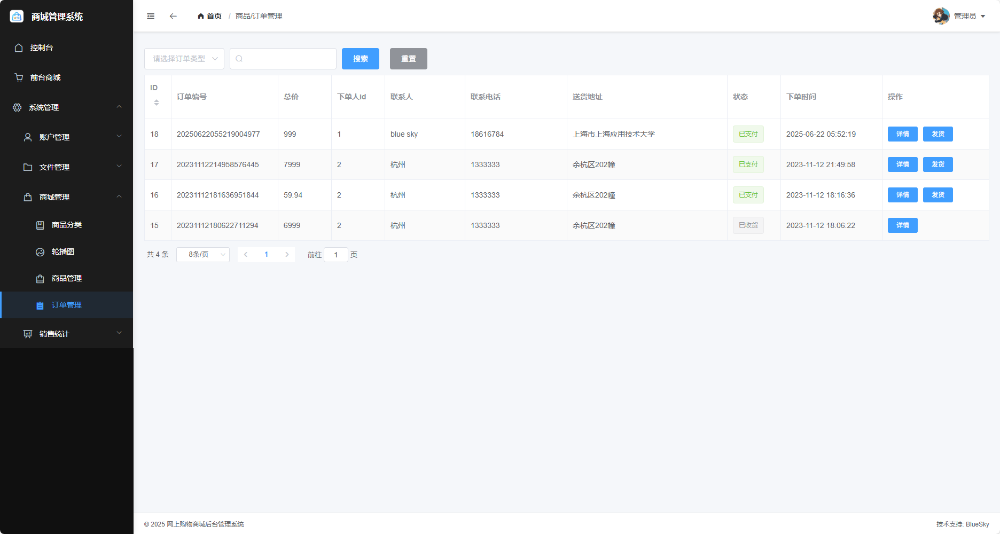 商城管理系统
控制台
前台商城
系统管理
账户管理
文件管理
商城管理
商品分类
轮播图
商品管理
订单管理
销售统计
首页 / 商品/订单管理
管理员
请选择订单类型 搜索 重置
ID 订单编号 总价 下单人id 联系人 联系电话 送货地址 状态 下单时间 操作
18 20250622055219004977 999 1 blue sky 18616784 上海市上海应用技术大学 已支付 2025-06-22 05:52:19 详情 发货
17 20231112214958576445 7999 2 杭州 1333333 余杭区202幢 已支付 2023-11-12 21:49:58 详情 发货
16 20231112181636951844 59.94 2 杭州 1333333 余杭区202幢 已支付 2023-11-12 18:16:36 详情 发货
15 20231112180622711294 6999 2 杭州 1333333 余杭区202幢 已收货 2023-11-12 18:06:22 详情
共 4 条 8条/页 1 前往 1 页
© 2025 网上购物商城后台管理系统 技术支持: BlueSky